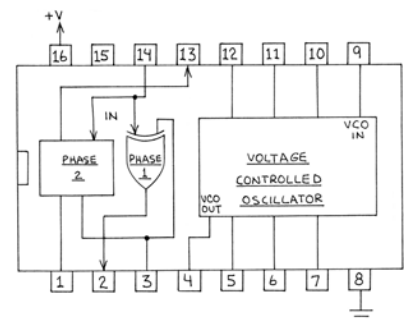 +V
16 15 14 13 12 11 10 9
IN
VCO
IN
PHASE
2
PHASE
1
VOLTAGE
CONTROLLED
OSCILLATOR
VCO
OUT
1 2 3 4 5 6 7 8